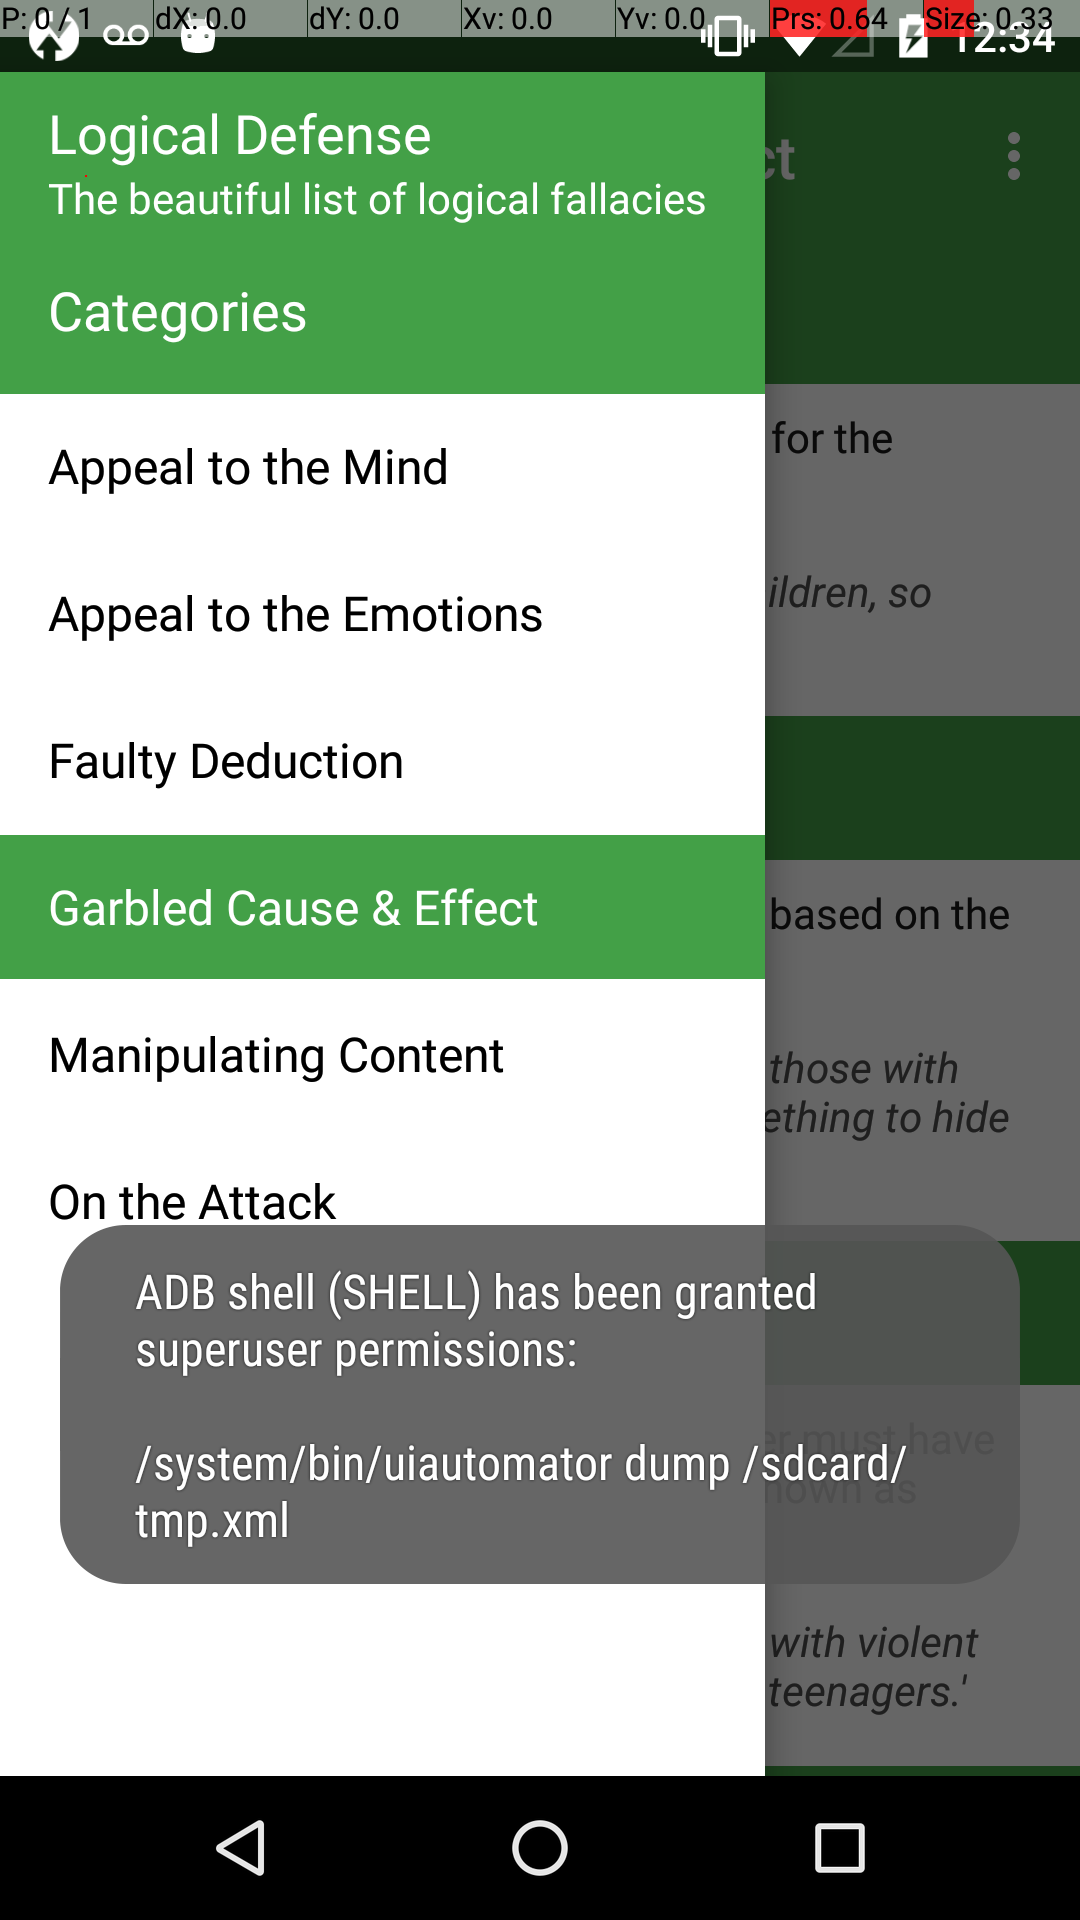 P: 0 / 1 dX: 0.0 dY: 0.0 Xv: 0.0 Yv: 0.0 Prs: 0.64 Size: 0.33
12:34
Logical Defense
The beautiful list of logical fallacies
Categories
for the
Appeal to the Mind
ildren, so
Appeal to the Emotions
Faulty Deduction
Garbled Cause & Effect
based on the
Manipulating Content
those with
ething to hide
On the Attack
ADB shell (SHELL) has been granted
superuser permissions:
must have
/system/bin/uiautomator dump /sdcard/
tmp.xml
as
with violent
teenagers.'